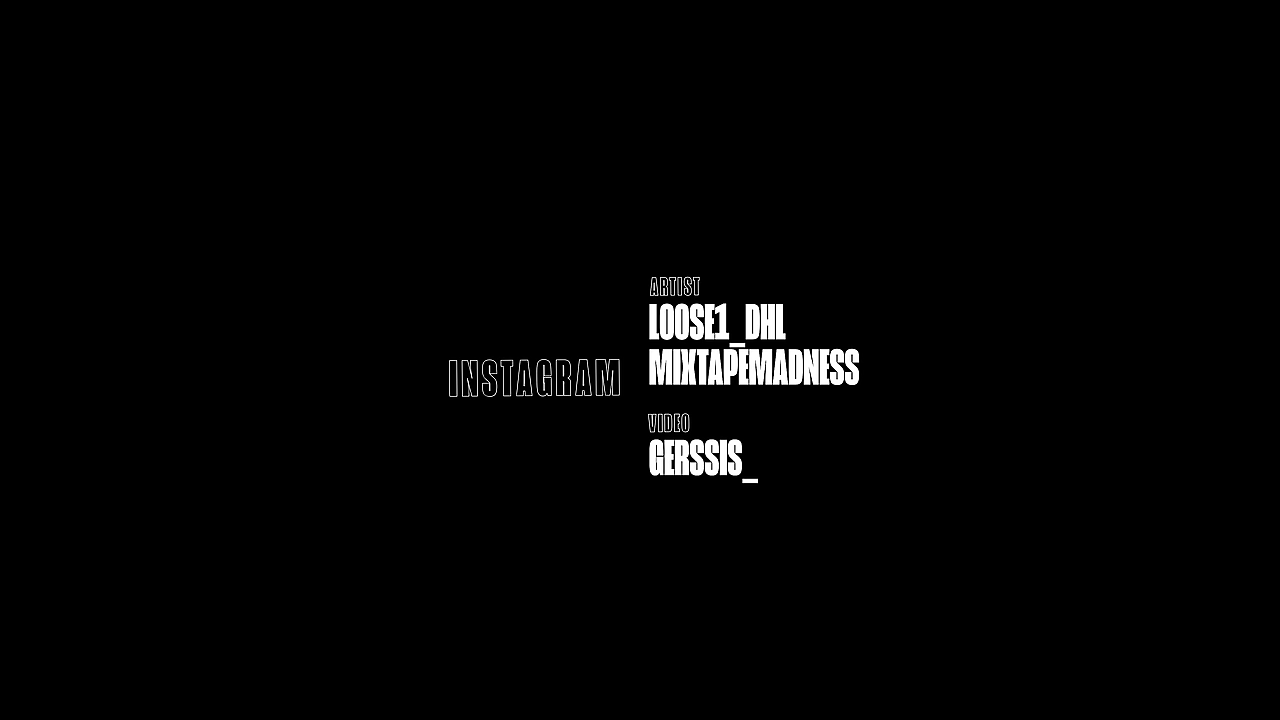 INSTAGRAM
ARTIST
LOOSE1_DHL
MIXTAPEMADNESS
VIDEO
GERSSIS_